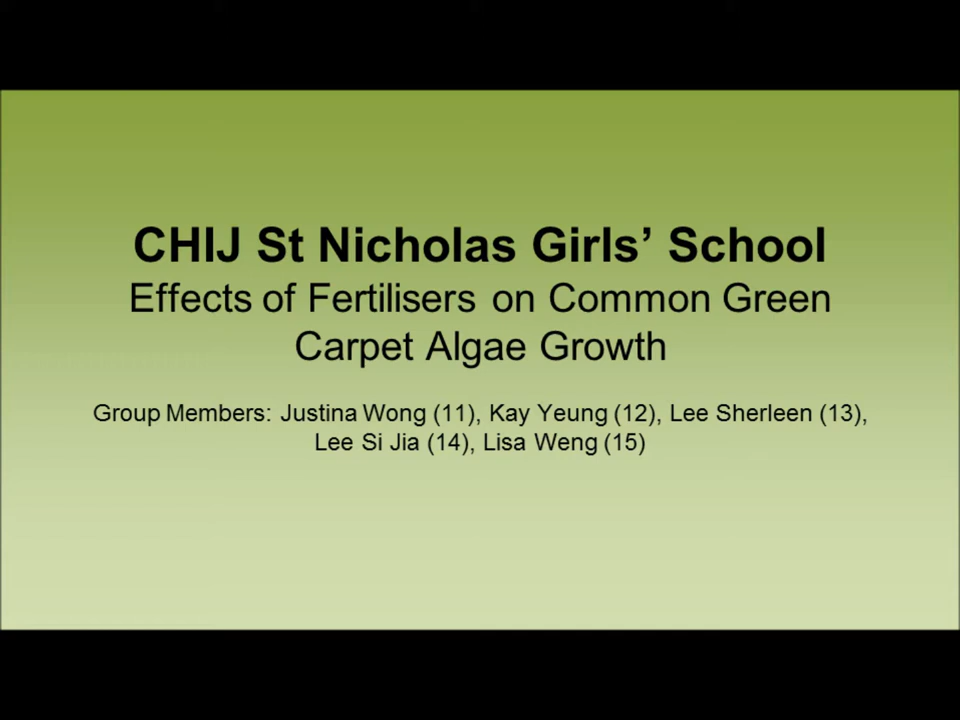 CHIJ St Nicholas Girls’ School
Effects of Fertilisers on Common Green
Carpet Algae Growth
Group Members: Justina Wong (11), Kay Yeung (12), Lee Sherleen (13),
Lee Si Jia (14), Lisa Weng (15)